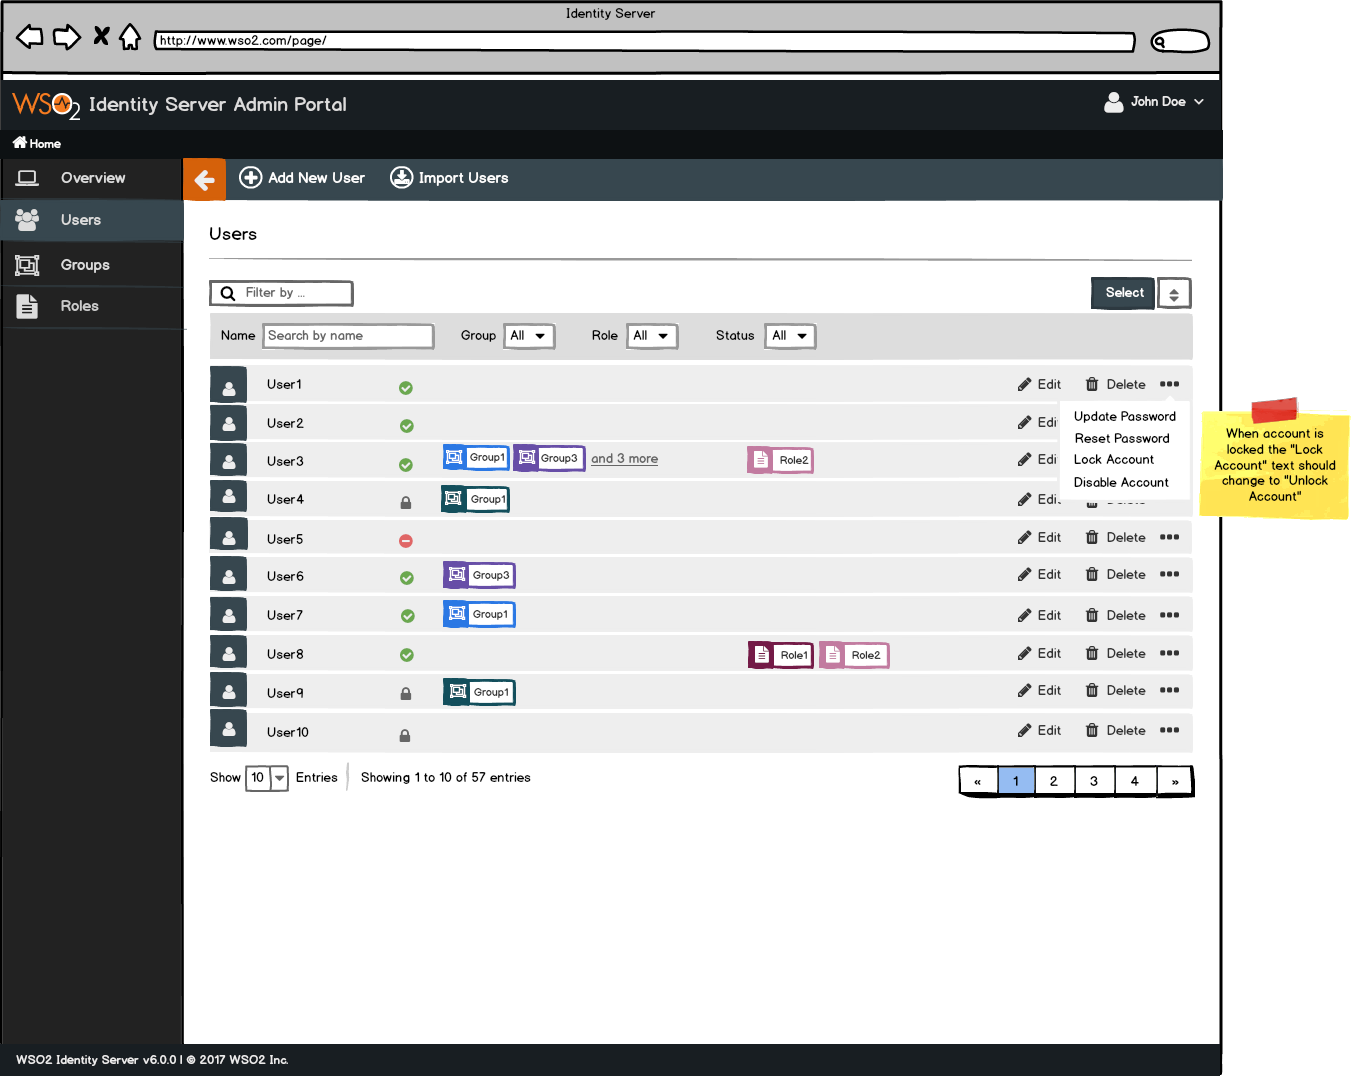 Identity Server
http://www.wso2.com/page/
WSO2 Identity Server Admin Portal
John Doe
Home
Overview
Users
Groups
Roles
Add New User
Import Users
Users
Filter by ...
Select
Name Search by name Group All Role All Status All
User1 Edit Delete
Update Password
Reset Password
Lock Account
Disable Account
User2 Edi
User3 Group1 Group3 and 3 more Role2 Edi
User4 Group1 Edit Delete
User5 Edit Delete
User6 Group3 Edit Delete
User7 Group1 Edit Delete
User8 Role1 Role2 Edit Delete
User9 Group1 Edit Delete
User10 Edit Delete
Show 10 Entries Showing 1 to 10 of 57 entries
« 1 2 3 4 »
When account is
locked the "Lock
Account" text should
change to "Unlock
Account"
WSO2 Identity Server v6.0.0 | © 2017 WSO2 Inc.